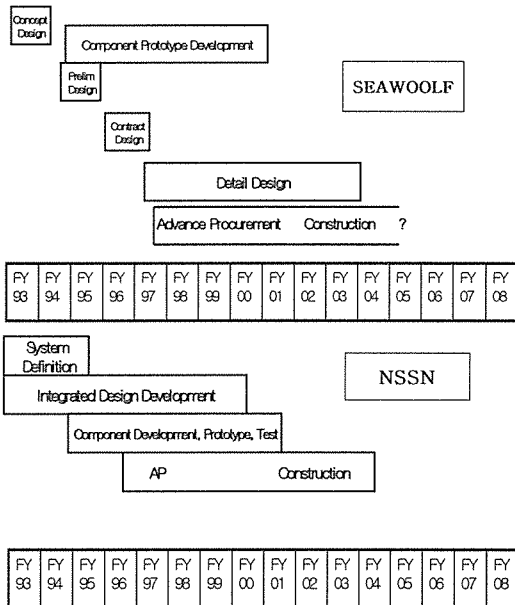 Concept
Design
Component Prototype Development
Prelim
Design
SEAWOOLF
Contract
Design
Detail Design
Advance Procurement Construction ?
FY FY FY FY FY FY FY FY FY FY FY FY FY FY FY FY
93 94 95 96 97 98 99 00 01 02 03 04 05 06 07 08
System
Definition
NSSN
Integrated Design Development
Component Development, Prototype, Test
AP Construction
FY FY FY FY FY FY FY FY FY FY FY FY FY FY FY FY
93 94 95 96 97 98 99 00 01 02 03 04 05 06 07 08